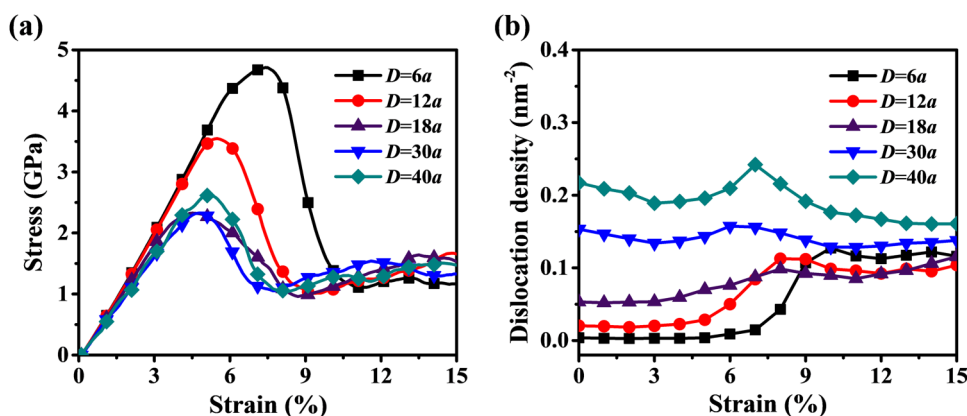 (a)
5
4
3
2
1
0
Stress (GPa)
0 3 6 9 12 15
Strain (%)
D=6a
D=12a
D=18a
D=30a
D=40a
(b)
0.4
0.3
0.2
0.1
0.0
Dislocation density (nm⁻²)
0 3 6 9 12 15
Strain (%)
D=6a
D=12a
D=18a
D=30a
D=40a